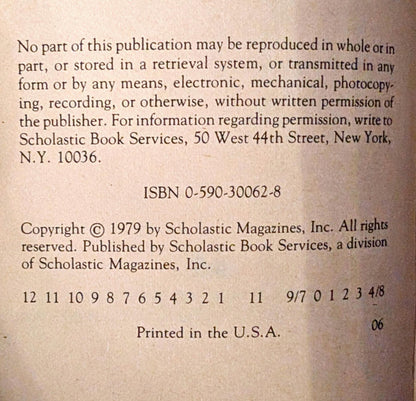 No part of this publication may be reproduced in whole or in
part, or stored in a retrieval system, or transmitted in any
form or by any means, electronic, mechanical, photocopy-
ing, recording, or otherwise, without written permission of
the publisher. For information regarding permission, write to
Scholastic Book Services, 50 West 44th Street, New York,
N.Y. 10036.
ISBN 0-590-30062-8
Copyright © 1979 by Scholastic Magazines, Inc. All rights
reserved. Published by Scholastic Book Services, a division
of Scholastic Magazines, Inc.
12 11 10 9 8 7 6 5 4 3 2 1 11 9/7 0 1 2 3 4/8
Printed in the U.S.A. 06